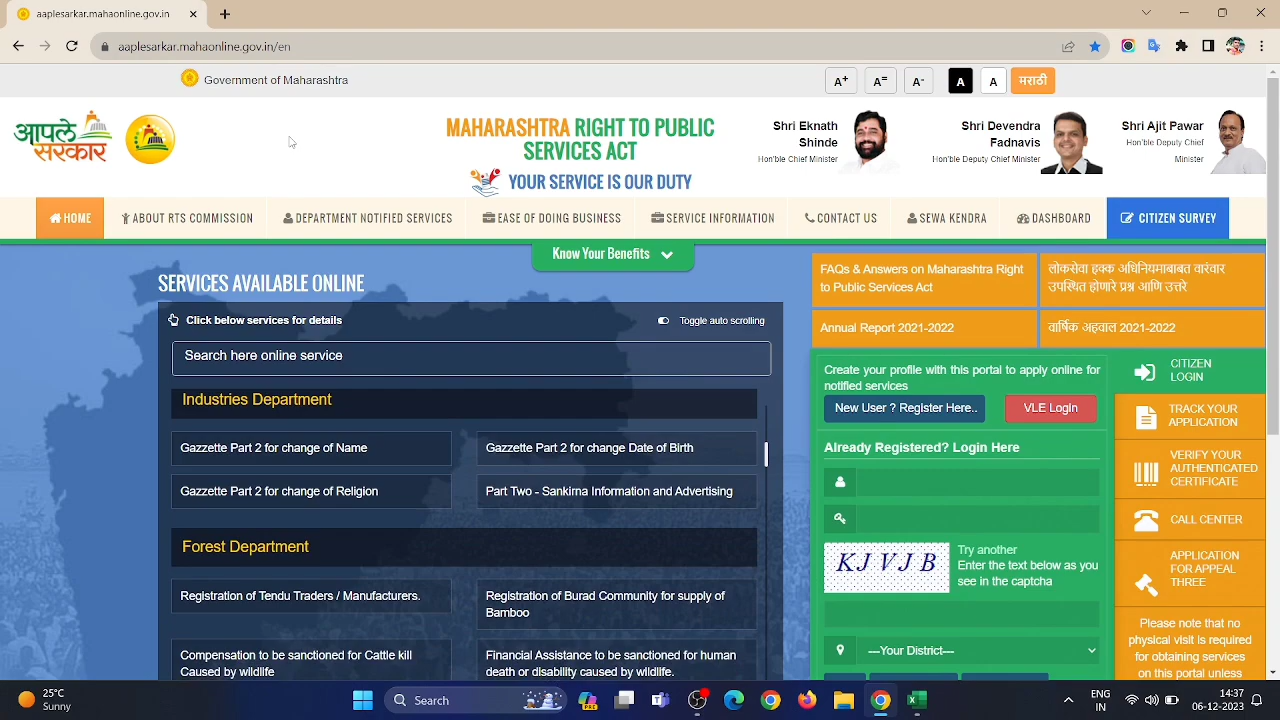 aaplesarkar.mahaonline.gov.in
aaplesarkar.mahaonline.gov.in/en
Government of Maharashtra
A+ A= A- A A मराठी
आपले
सरकार
MAHARASHTRA RIGHT TO PUBLIC
SERVICES ACT
YOUR SERVICE IS OUR DUTY
Shri Eknath
Shinde
Hon'ble Chief Minister
Shri Devendra
Fadnavis
Hon'ble Deputy Chief Minister
Shri Ajit Pawar
Hon'ble Deputy Chief
Minister
HOME ABOUT RTS COMMISSION DEPARTMENT NOTIFIED SERVICES EASE OF DOING BUSINESS SERVICE INFORMATION CONTACT US SEWA KENDRA DASHBOARD CITIZEN SURVEY
Know Your Benefits
SERVICES AVAILABLE ONLINE
Click below services for details
Toggle auto scrolling
Search here online service
Industries Department
Gazzette Part 2 for change of Name
Gazzette Part 2 for change Date of Birth
Gazzette Part 2 for change of Religion
Part Two - Sankirna Information and Advertising
Forest Department
Registration of Tendu Traders / Manufacturers.
Registration of Burad Community for supply of
Bamboo
Compensation to be sanctioned for Cattle kill
Caused by wildlife.
Financial Assistance to be sanctioned for human
death or disability caused by wildlife.
FAQs & Answers on Maharashtra Right
to Public Services Act
लोकसेवा हक्क अधिनियमाबाबत वारंवार
उपस्थित होणारे प्रश्न आणि उत्तरे
Annual Report 2021-2022
वार्षिक अहवाल 2021-2022
Create your profile with this portal to apply online for
notified services
New User ? Register Here..
VLE Login
Already Registered? Login Here
KJVJB
Try another
Enter the text below as you
see in the captcha
---Your District---
CITIZEN
LOGIN
TRACK YOUR
APPLICATION
VERIFY YOUR
AUTHENTICATED
CERTIFICATE
CALL CENTER
APPLICATION
FOR APPEAL
THREE
Please note that no
physical visit is required
for obtaining services
on this portal unless
25°C
Sunny
Search
ENG
IN
14:37
06-12-2023